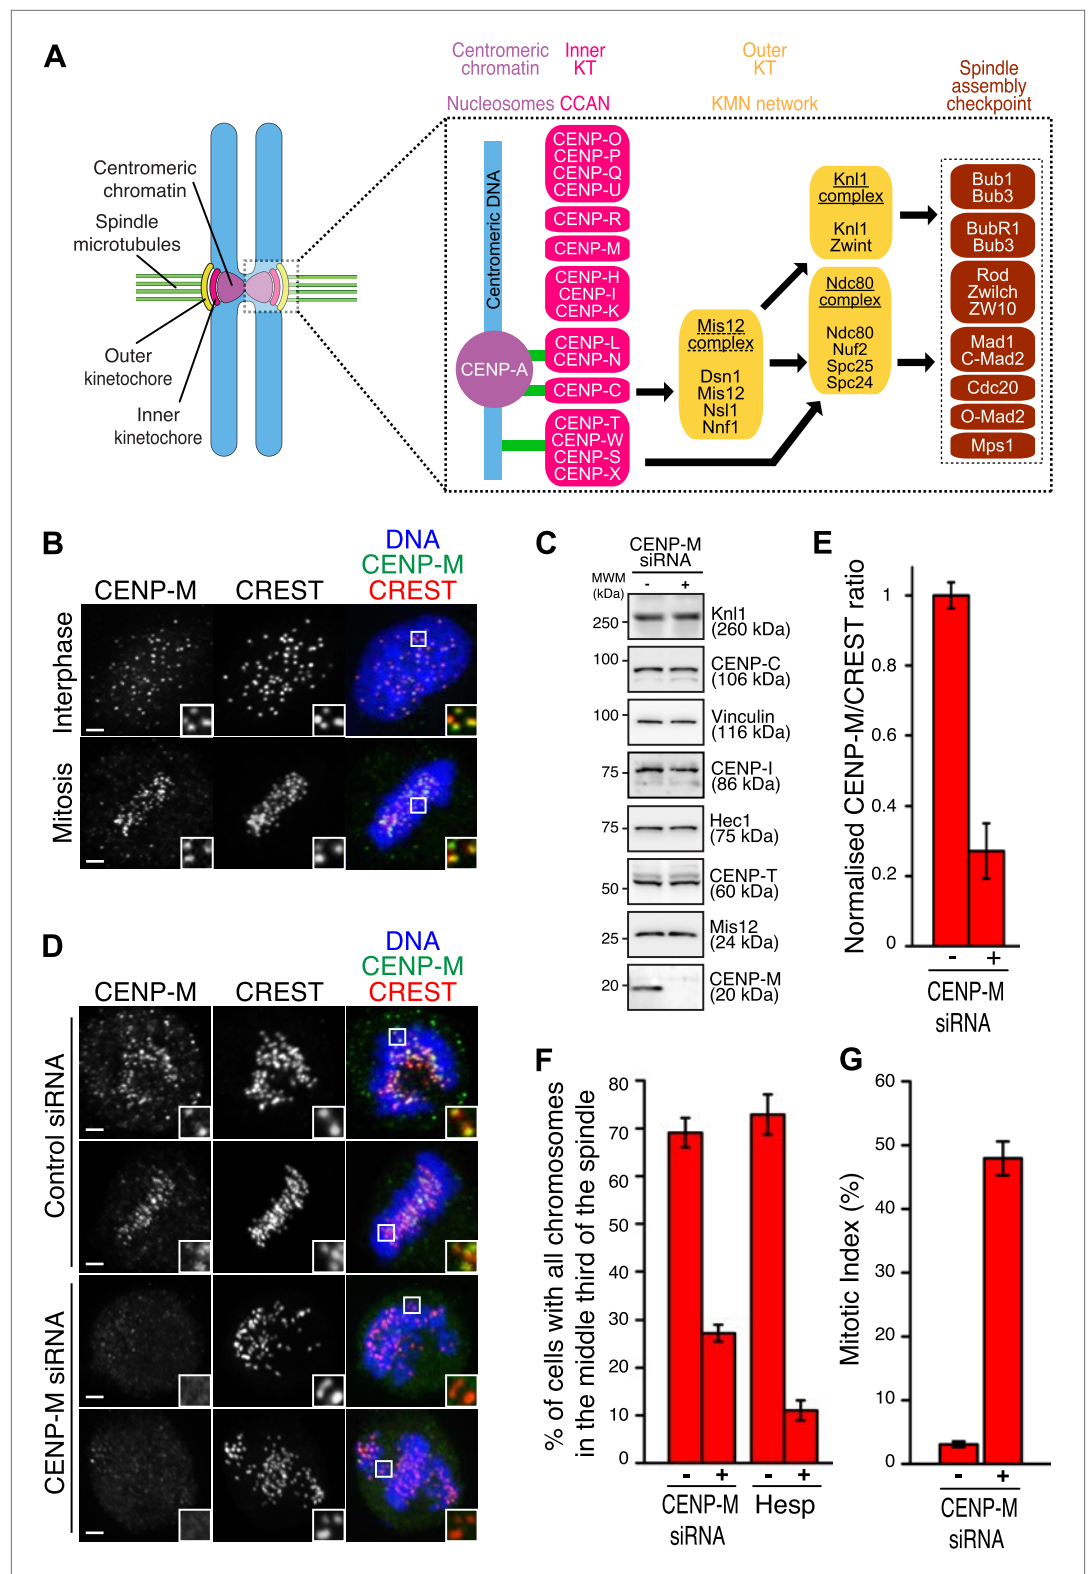 A
Centromeric
chromatin
Spindle
microtubules
Outer
kinetochore
Inner
kinetochore
Centromeric
chromatin
Nucleosomes
Inner
KT
CCAN
Outer
KT
KMN network
Spindle
assembly
checkpoint
Centromeric DNA
CENP-A
CENP-O
CENP-P
CENP-Q
CENP-U
CENP-R
CENP-M
CENP-H
CENP-I
CENP-K
CENP-L
CENP-N
CENP-C
CENP-T
CENP-W
CENP-S
CENP-X
Mis12
complex
Dsn1
Mis12
Nsl1
Nnf1
Knl1
complex
Knl1
Zwint
Ndc80
complex
Ndc80
Nuf2
Spc25
Spc24
Bub1
Bub3
BubR1
Bub3
Rod
Zwilch
ZW10
Mad1
C-Mad2
Cdc20
O-Mad2
Mps1
B
CENP-M
CREST
DNA
CENP-M
CREST
Interphase
Mitosis
C
CENP-M
siRNA
MWM
(kDa)
- +
250
Knl1
(260 kDa)
100
CENP-C
(106 kDa)
100
Vinculin
(116 kDa)
75
CENP-I
(86 kDa)
75
Hec1
(75 kDa)
50
CENP-T
(60 kDa)
25
Mis12
(24 kDa)
20
CENP-M
(20 kDa)
D
CENP-M
CREST
DNA
CENP-M
CREST
Control siRNA
CENP-M siRNA
E
Normalised CENP-M/CREST ratio
1
0.8
0.6
0.4
0.2
0
- +
CENP-M
siRNA
F
% of cells with all chromosomes
in the middle third of the spindle
80
70
60
50
40
30
20
10
0
- + - +
CENP-M
siRNA
Hesp
G
Mitotic Index (%)
60
50
40
30
20
10
0
- +
CENP-M
siRNA